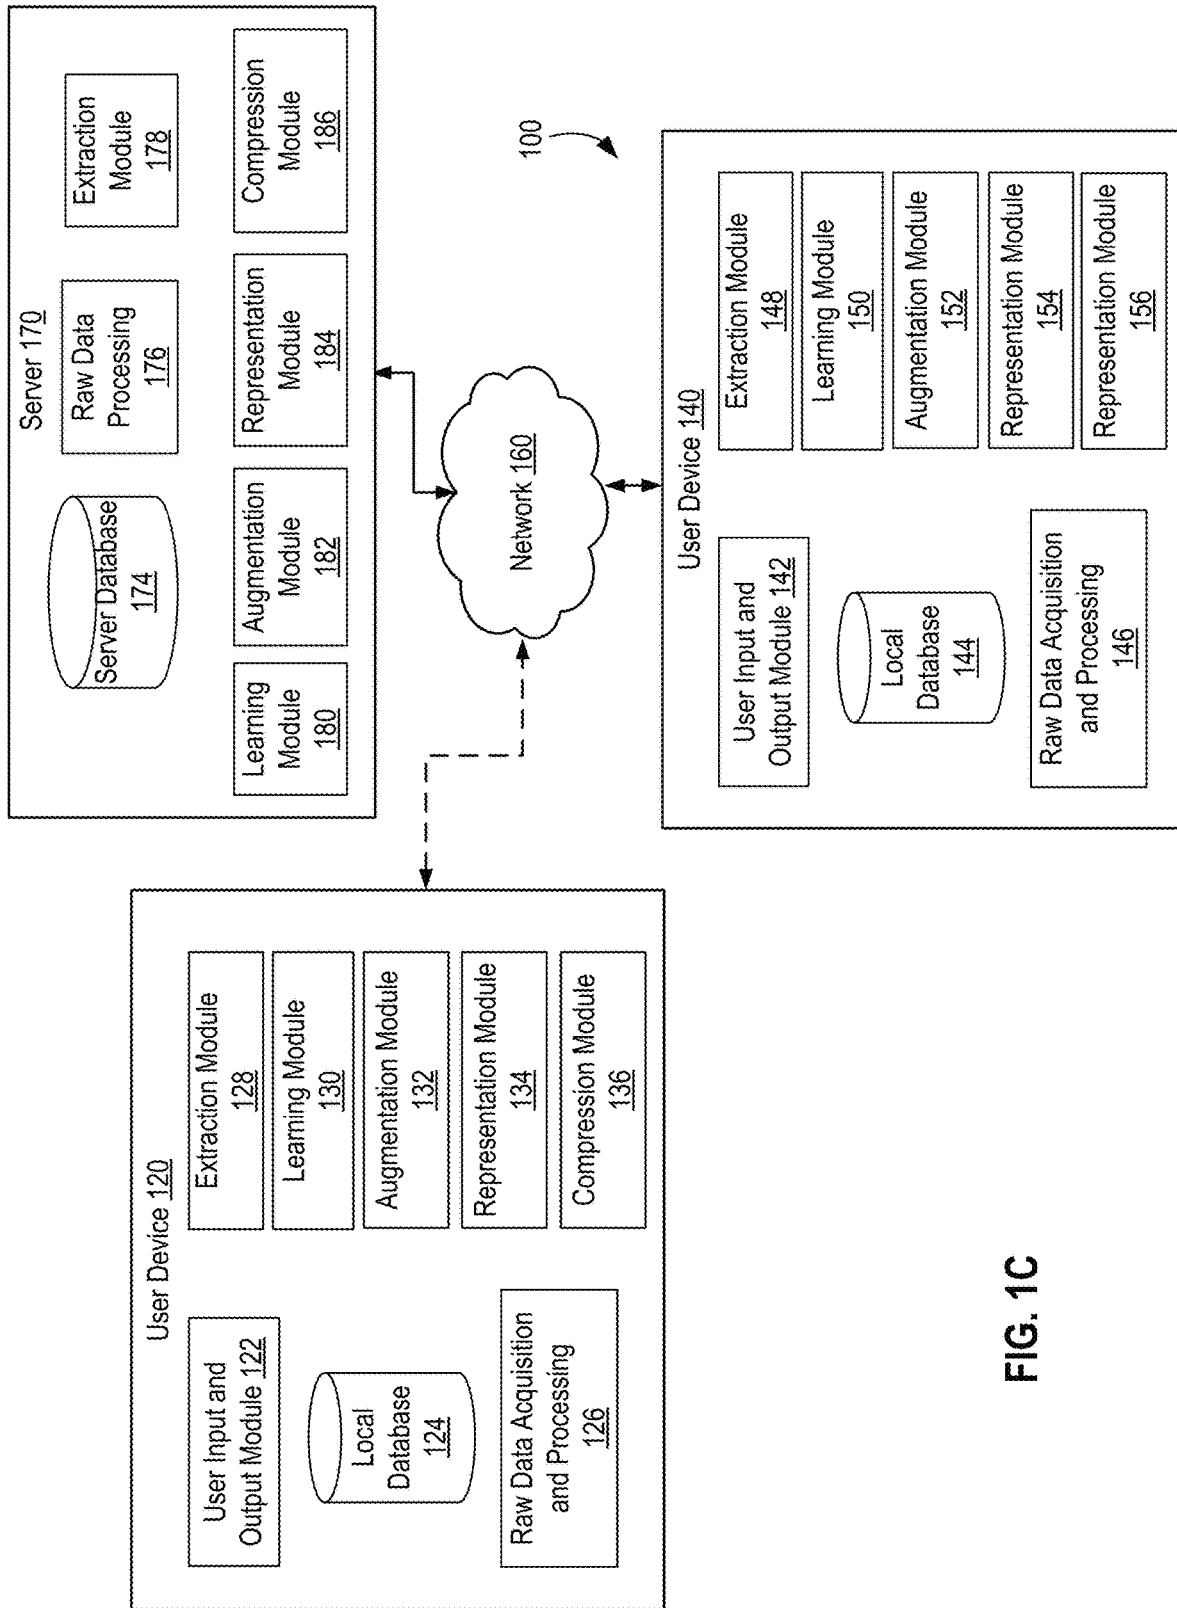 User Device 120
User Input and
Output Module 122
Local
Database
124
Raw Data Acquisition
and Processing
126
Extraction Module
128
Learning Module
130
Augmentation Module
132
Representation Module
134
Compression Module
136
Server 170
Server Database
174
Raw Data
Processing
176
Extraction
Module
178
Learning
Module
180
Augmentation
Module
182
Representation
Module
184
Compression
Module
186
Network 160
100
User Device 140
User Input and
Output Module 142
Local
Database
144
Raw Data Acquisition
and Processing
146
Extraction Module
148
Learning Module
150
Augmentation Module
152
Representation Module
154
Representation Module
156
FIG. 1C